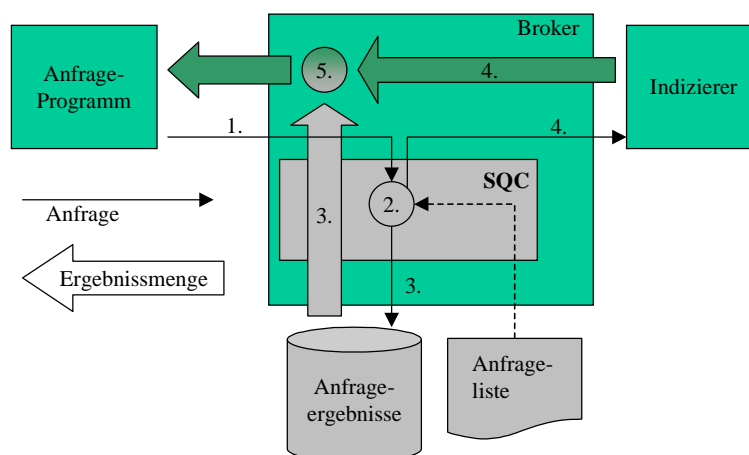 Broker
Anfrage-
Programm
5.
4.
Indizierer
1.
4.
SQC
2.
3.
Anfrage
Ergebnissmenge
3.
Anfrage-
ergebnisse
Anfrage-
liste